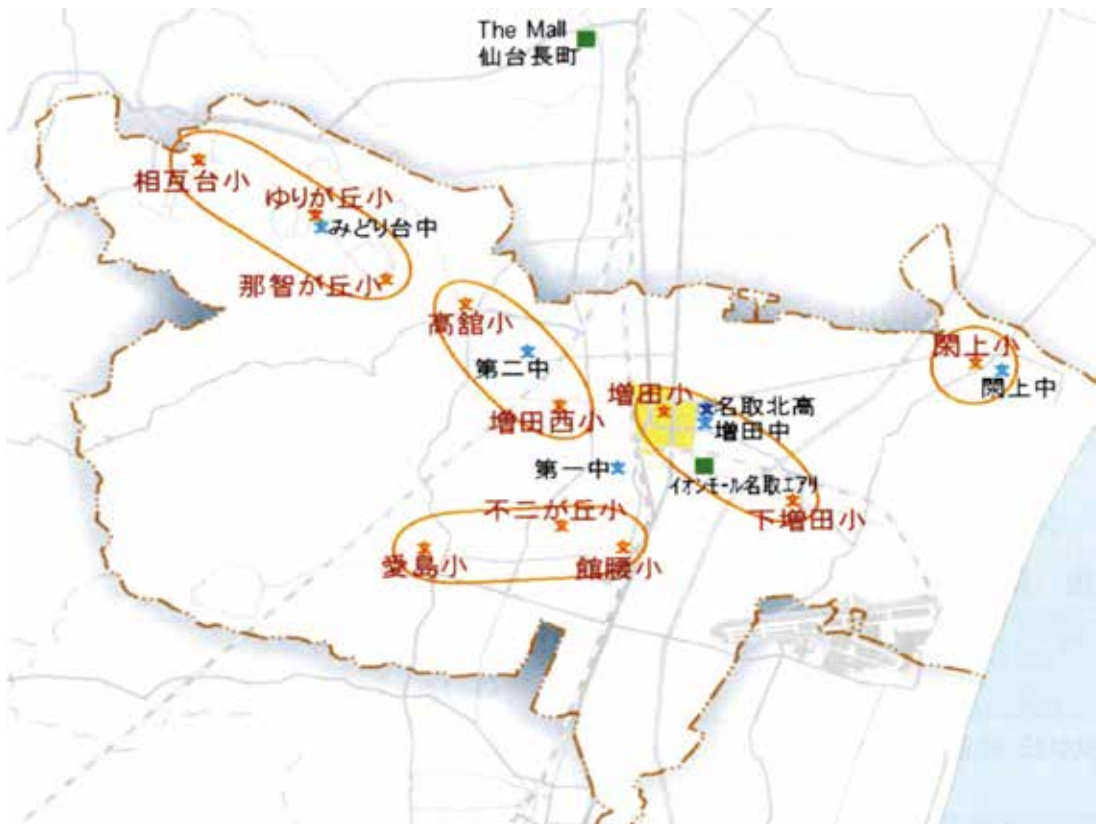 The Mall
仙台長町
相互台小
ゆりが丘小
みどり台中
那智が丘小
高舘小
第二中
増田西小
閖上小
閖上中
増田小
名取北高
増田中
第一中
イオンモール名取エアリ
下増田小
不二が丘小
愛島小
館腰小